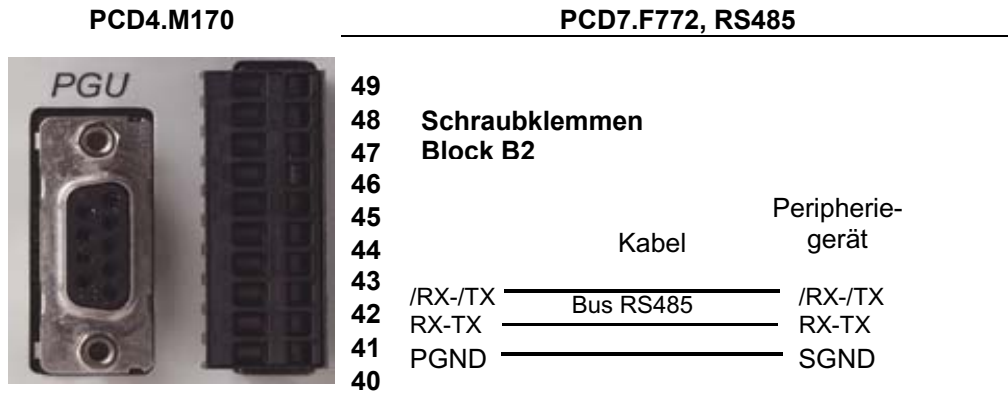 PCD4.M170 PCD7.F772, RS485
PGU
49
48 Schraubklemmen
47 Block B2
46
45 Peripherie-
44 Kabel gerät
43
/RX-/TX Bus RS485 /RX-/TX
42 RX-TX RX-TX
41 PGND SGND
40